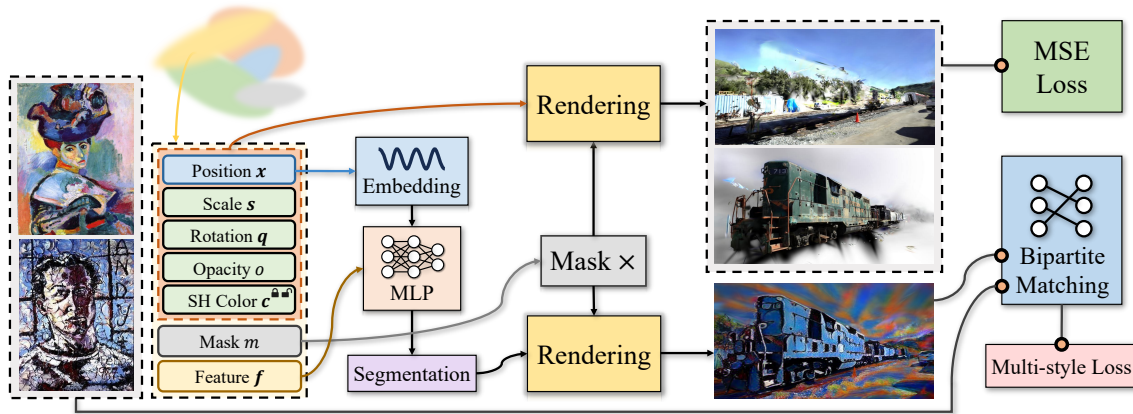 Position x
Scale s
Rotation q
Opacity o
SH Color c
Mask m
Feature f
Embedding
MLP
Segmentation
Rendering
Mask ×
Rendering
MSE
Loss
Bipartite
Matching
Multi-style Loss